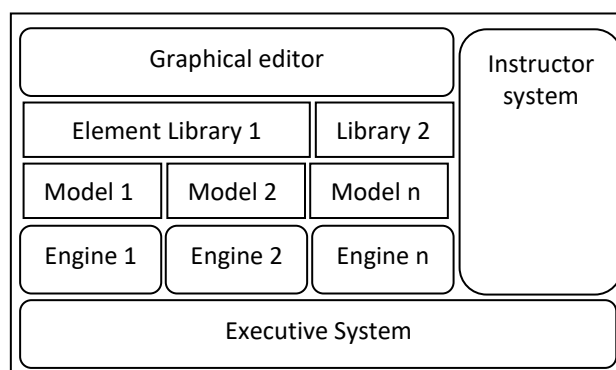 Graphical editor
Instructor
system
Element Library 1
Library 2
Model 1
Model 2
Model n
Engine 1
Engine 2
Engine n
Executive System